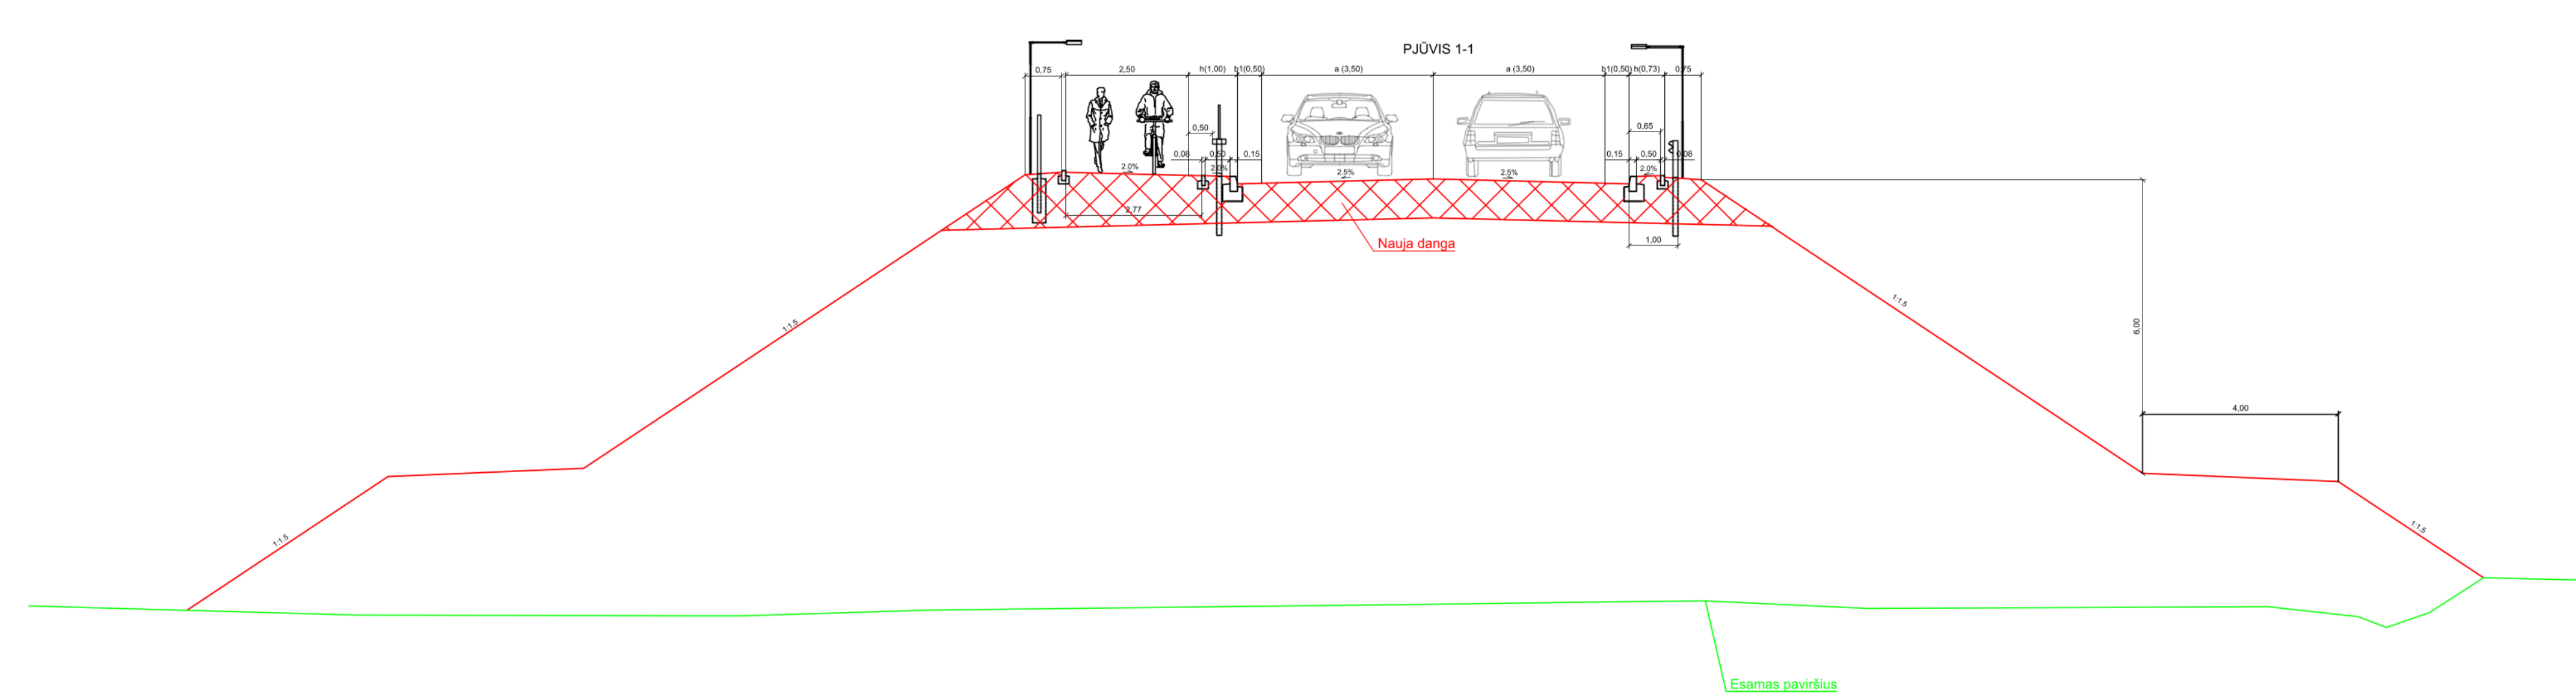 PJŪVIS 1-1
0,75
2,50
h(1,00)
b1(0,50)
a (3,50)
a (3,50)
b1(0,50)
h(0,73)
0,75
0,50
0,65
0,08
0,50
0,15
0,15
0,50
0,08
2.0%
2.0%
2.5%
2.5%
2.0%
2,77
Nauja danga
1,00
1:1.5
1:1.5
6,00
4,00
1:1.5
1:1.5
Esamas paviršius